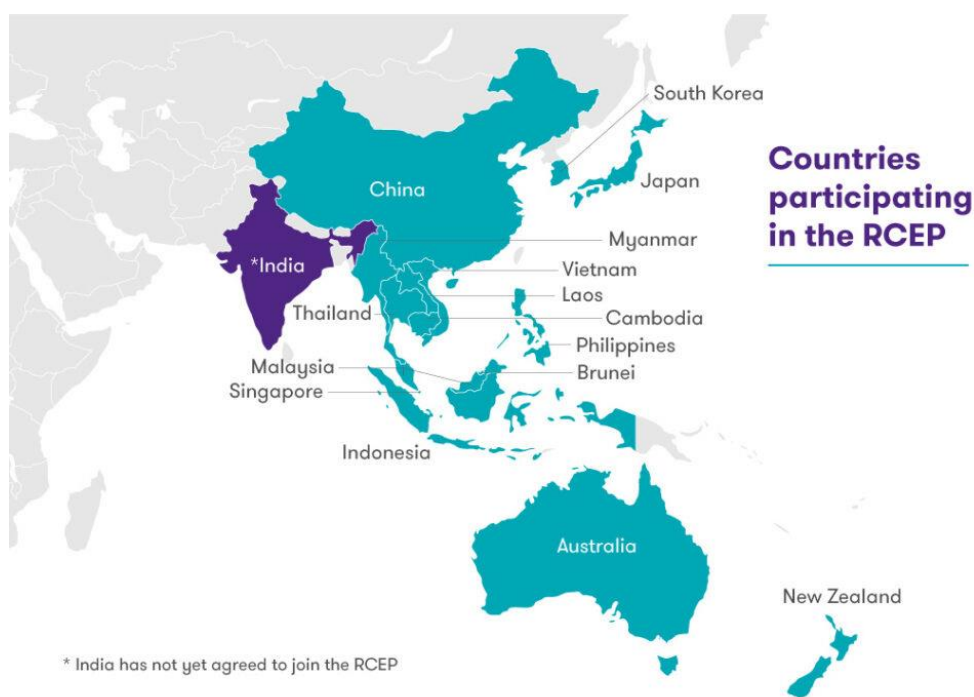 South Korea
Countries
participating
in the RCEP
China
Japan
Myanmar
*India
Vietnam
Laos
Thailand
Cambodia
Philippines
Malaysia
Brunei
Singapore
Indonesia
Australia
New Zealand
* India has not yet agreed to join the RCEP